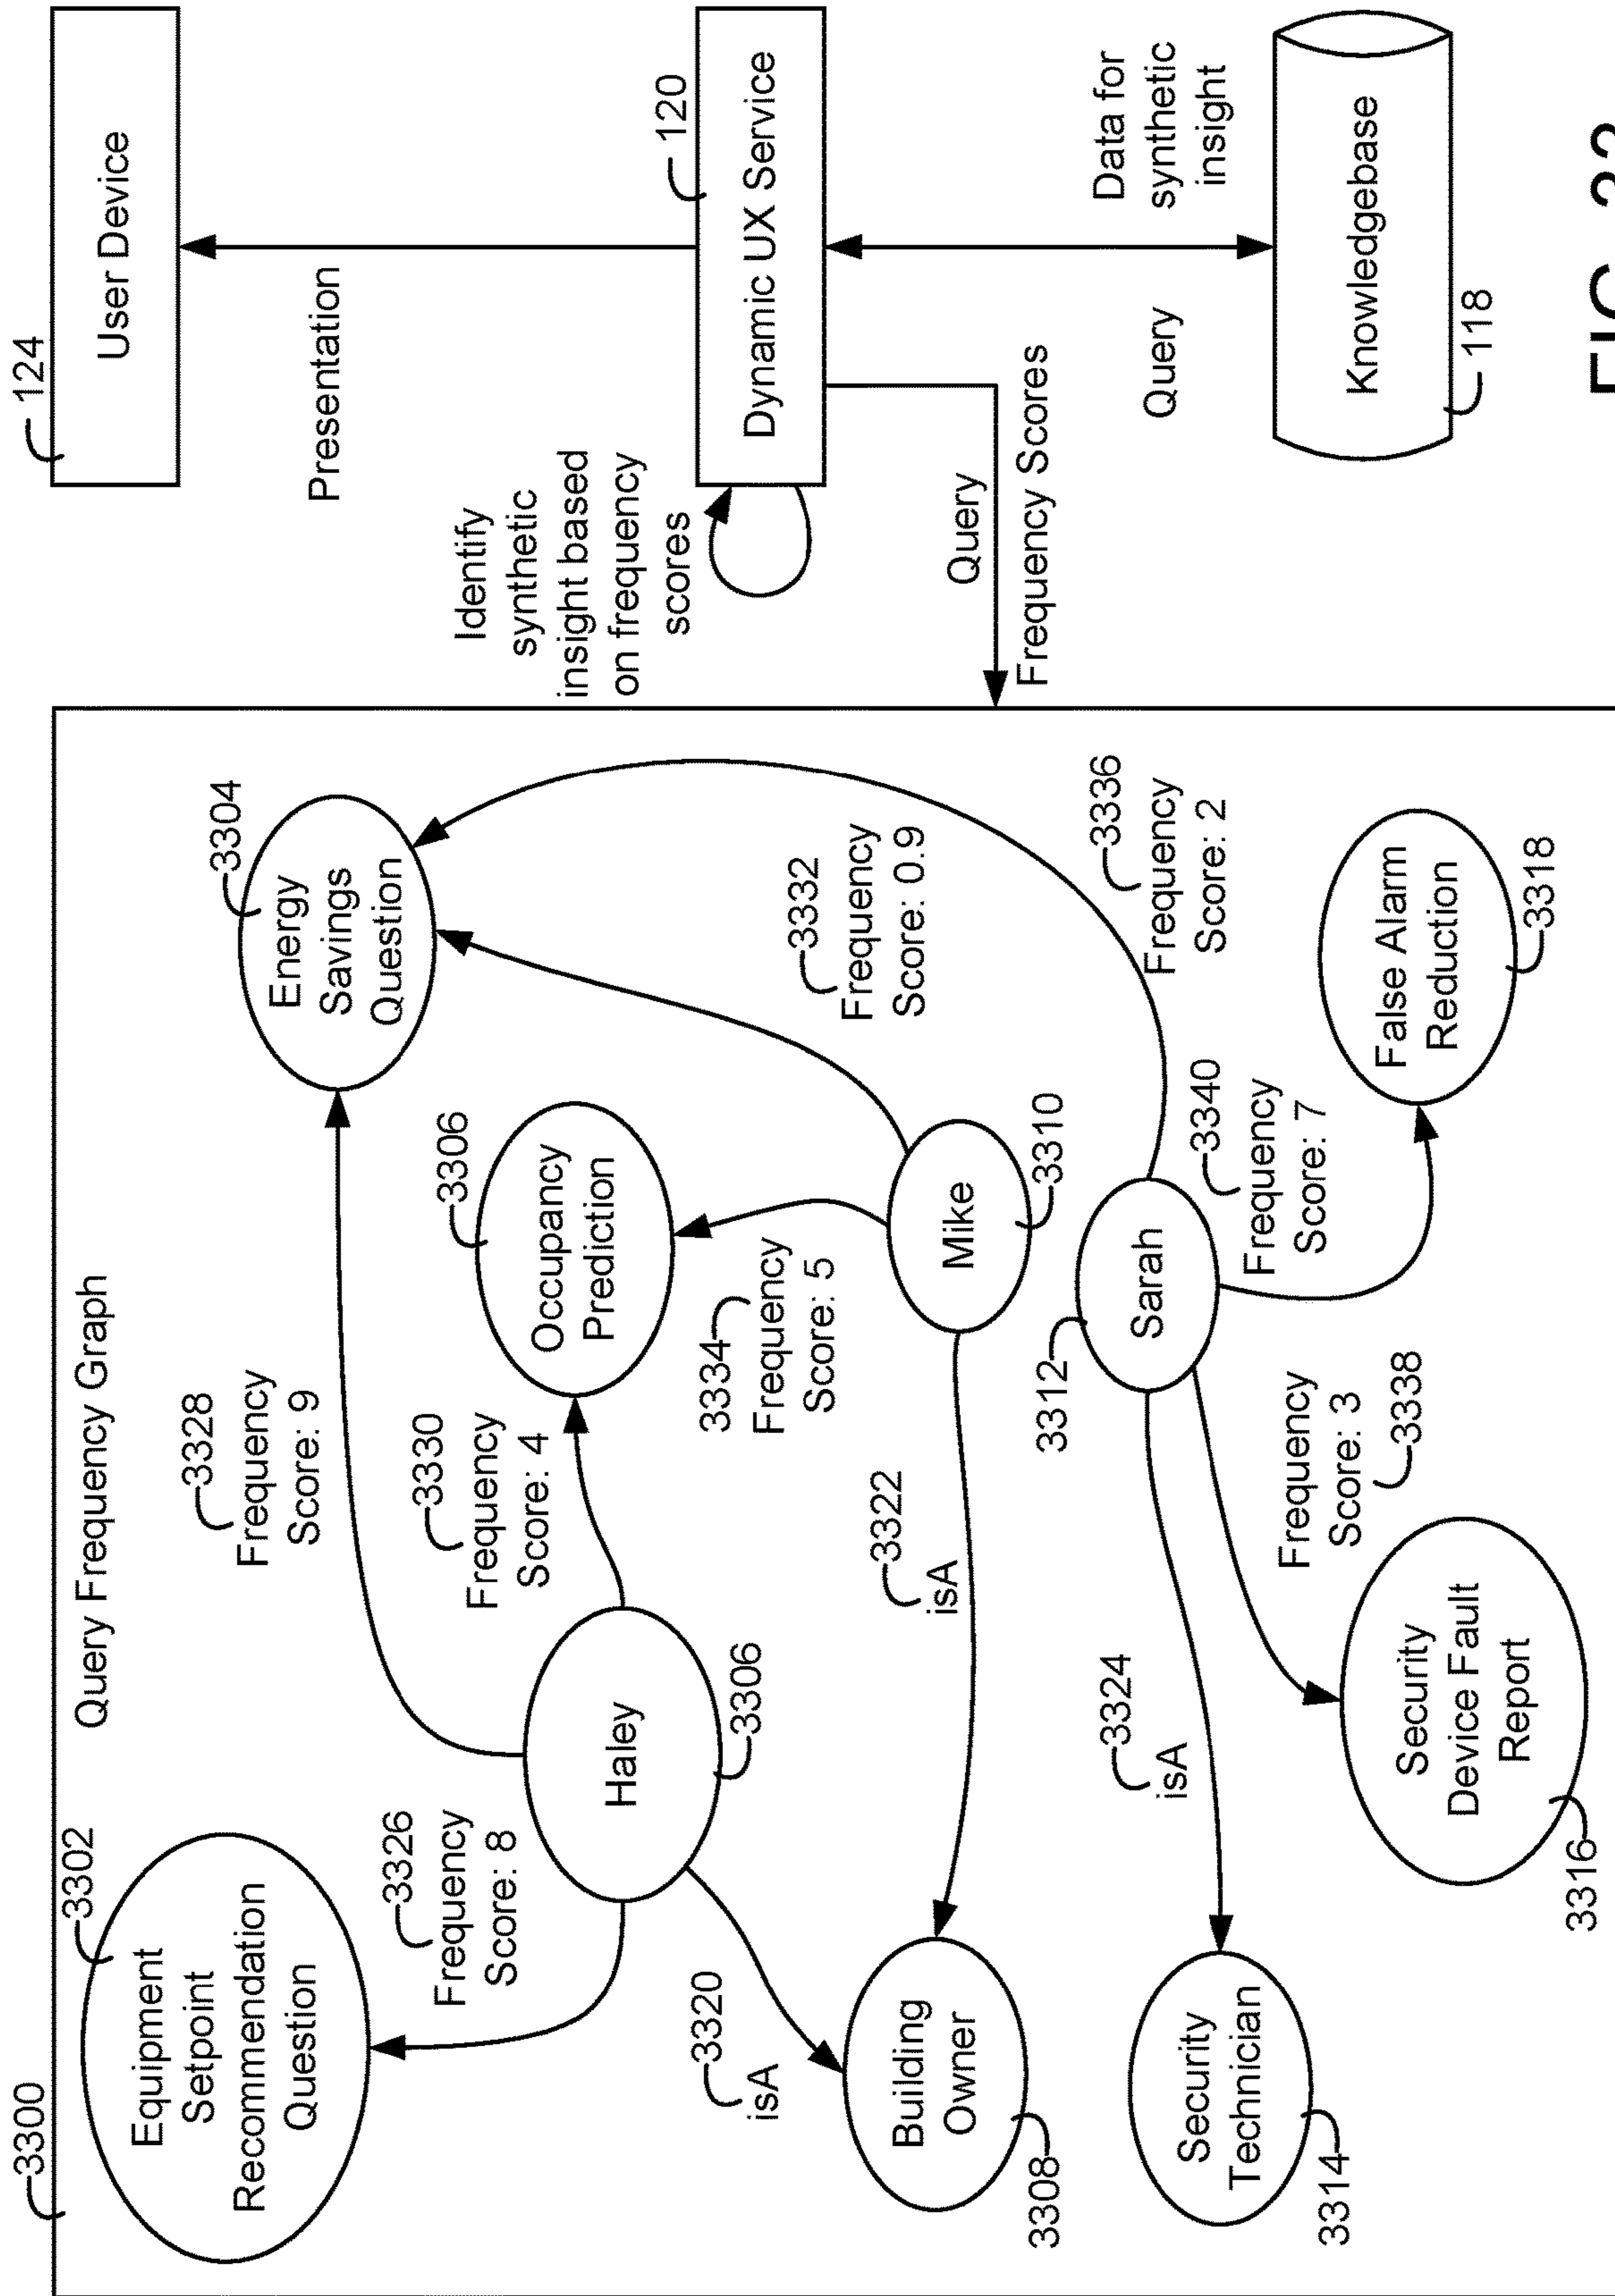 3300
Query Frequency Graph
3302
Equipment
Setpoint
Recommendation
Question
3326
Frequency
Score: 8
3328
Frequency
Score: 9
3304
Energy
Savings
Question
3330
Frequency
Score: 4
3306
Occupancy
Prediction
Haley
3306
3320
isA
3334
Frequency
Score: 5
3332
Frequency
Score: 0.9
Building
Owner
3308
3322
isA
Mike
3310
3312
Sarah
3336
Frequency
Score: 2
3324
isA
Security
Technician
3314
3340
Frequency
Score: 7
Frequency
Score: 3
3338
Security
Device Fault
Report
3316
False Alarm
Reduction
3318
124
User Device
Presentation
Identify
synthetic
insight based
on frequency
scores
120
Dynamic UX Service
Query
Frequency Scores
Query
Data for
synthetic
insight
Knowledgebase
118